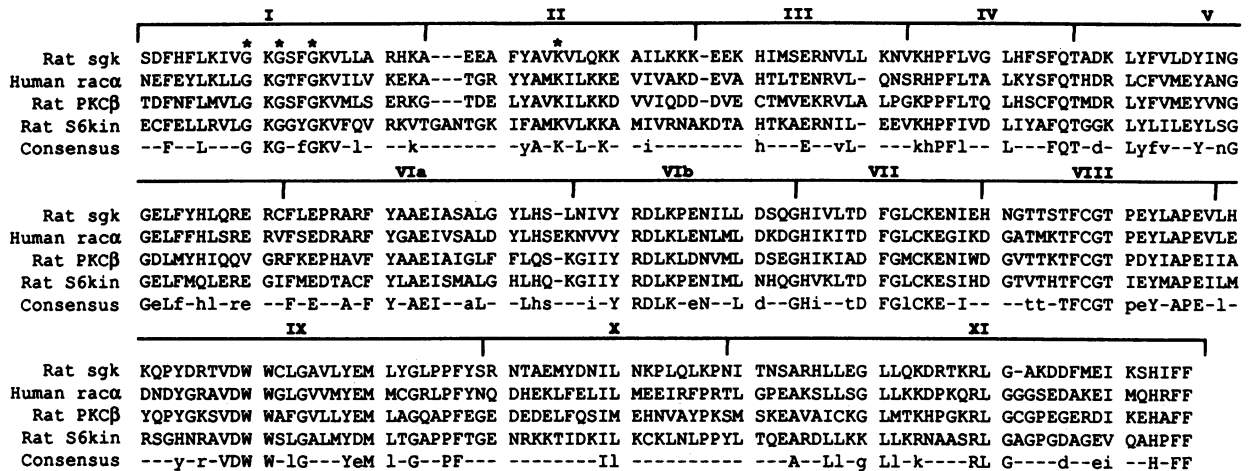 I II III IV V
* * * *
Rat sgk SDFHFLKIVG KGSFGKVLLA RHKA---EEA FYAVKVLQKK AILKKK-EEK HIMSERNVLL KNVKHPFLVG LHFSFQTADK LYFVLDYING
Human racα NEFEYLKLLG KGTFGKVILV KEKA---TGR YYAMKILKKE VIVAKD-EVA HTLTENRVL- QNSRHPFLTA LKYSFQTHDR LCFVMEYANG
Rat PKCβ TDFNFLMVLG KGSFGKVMLS ERKG---TDE LYAVKILKKD VVIQDD-DVE CTMVEKRVLA LPGKPPFLTQ LHSCFQTMDR LYFVMEYVNG
Rat S6kin ECFELLRVLG KGGYGKVFQV RKVTGANTGK IFAMKVLKKA MIVRNAKDTA HTKAERNIL- EEVKHPFIVD LIYAFQTGGK LYLILEYLSG
Consensus --F--L---G KG-fGKV-l- --k------- -yA-K-L-K- -i-------- h---E--vL- ---khPFl-- L---FQT-d- Lyfv--Y-nG
VIa VIb VII VIII
Rat sgk GELFYHLQRE RCFLEPRARF YAAEIASALG YLHS-LNIVY RDLKPENILL DSQGHIVLTD FGLCKENIEH NGTTSTFCGT PEYLAPEVLH
Human racα GELFFHLSRE RVFSEDRARF YGAEIVSALD YLHSEKNVVY RDLKLENLML DKDGHIKITD FGLCKEGIKD GATMKTFCGT PEYLAPEVLE
Rat PKCβ GDLMYHIQQV GRFKEPHAVF YAAEIAIGLF FLQS-KGIIY RDLKLDNVML DSEGHIKIAD FGMCKENIWD GVTTKTFCGT PDYIAPEIIA
Rat S6kin GELFMQLERE GIFMEDTACF YLAEISMALG HLHQ-KGIIY RDLKPENIML NHQGHVKLTD FGLCKESIHD GTVTHTFCGT IEYMAPEILM
Consensus GeLf-hl-re --F-E--A-F Y-AEI--aL- -Lhs---i-Y RDLK-eN--L d--GHi--tD FGlCKE-I-- --tt-TFCGT peY-APE-l-
IX X XI
Rat sgk KQPYDRTVDW WCLGAVLYEM LYGLPPFYSR NTAEMYDNIL NKPLQLKPNI TNSARHLLEG LLQKDRTKRL G-AKDDFMEI KSHIFF
Human racα DNDYGRAVDW WGLGVVMYEM MCGRLPFYNQ DHEKLFELIL MEEIRFPRTL GPEAKSLLSG LLKKDPKQRL GGGSEDAKEI MQHRFF
Rat PKCβ YQPYGKSVDW WAFGVLLYEM LAGQAPFEGE DEDELFQSIM EHNVAYPKSM SKEAVAICKG LMTKHPGKRL GCGPEGERDI KEHAFF
Rat S6kin RSGHNRAVDW WSLGALMYDM LTGAPPFTGE NRKKTIDKIL KCKLNLPPYL TQEARDLLKK LLKRNAASRL GAGPGDAGEV QAHPFF
Consensus ---y-r-VDW W-lG---YeM l-G--PF--- --------Il ---------- ---A--Ll-g Ll-k----RL G----d--ei --H-FF